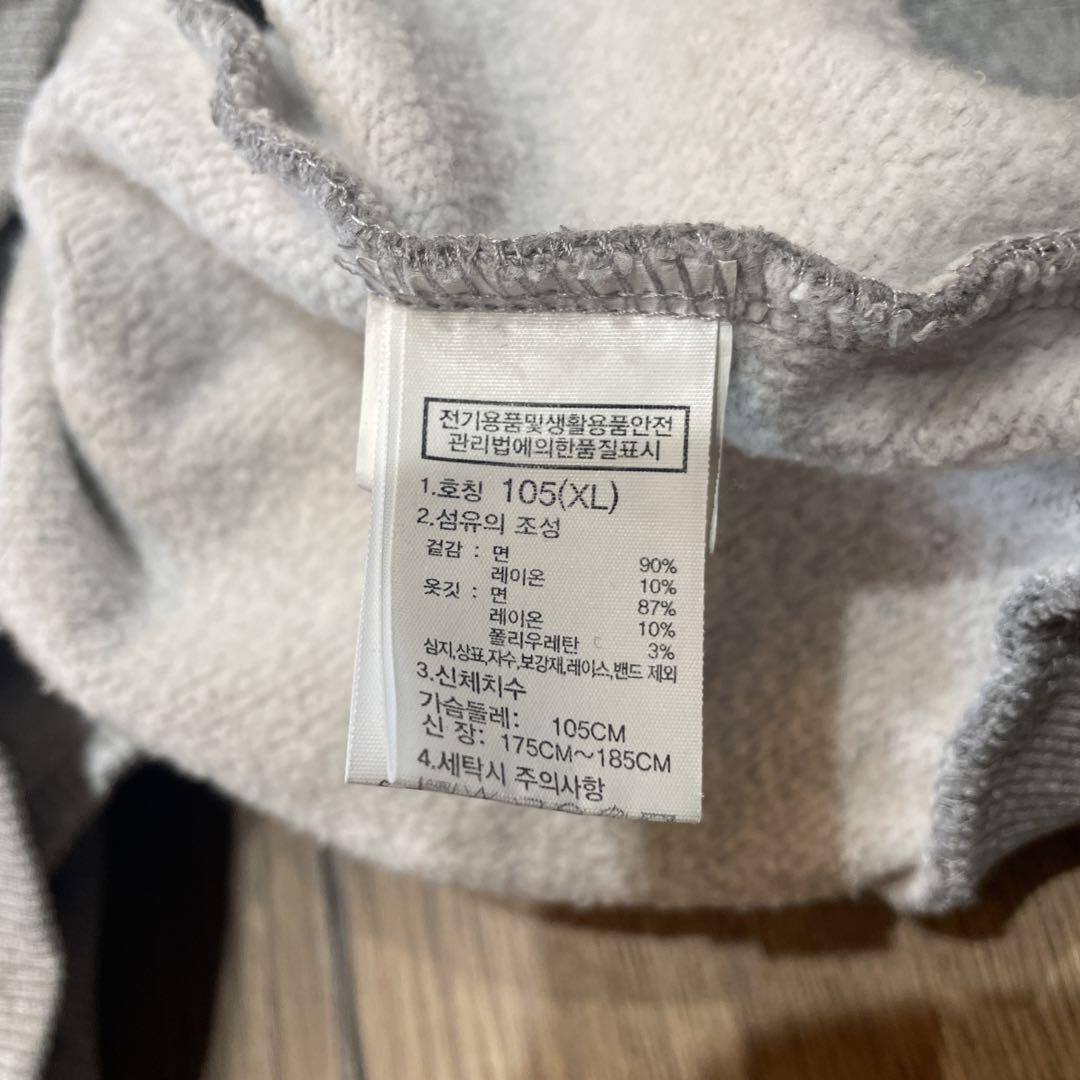 전기용품및생활용품안전
관리법에의한품질표시
1.호칭 105(XL)
2.섬유의 조성
겉감 : 면 90%
레이온 10%
옷깃 : 면 87%
레이온 10%
폴리우레탄 3%
심지,상표,자수,보강재,레이스,밴드 제외
3.신체치수
가슴둘레: 105CM
신 장: 175CM~185CM
4.세탁시 주의사항